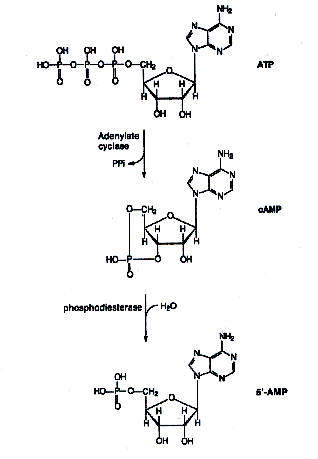 NH₂
N N
N N
OH OH OH
HO-P-O-P-O-P-O-CH₂ O ATP
O O O
H H H H
OH OH
Adenylate
cyclase
PPi
NH₂
N N
N N
O-CH₂ O cAMP
H H H H
HO-P-O OH
O
phosphodiesterase H₂O
NH₂
N N
N N
OH
HO-P-O-CH₂ O 5'-AMP
O
H H H H
OH OH